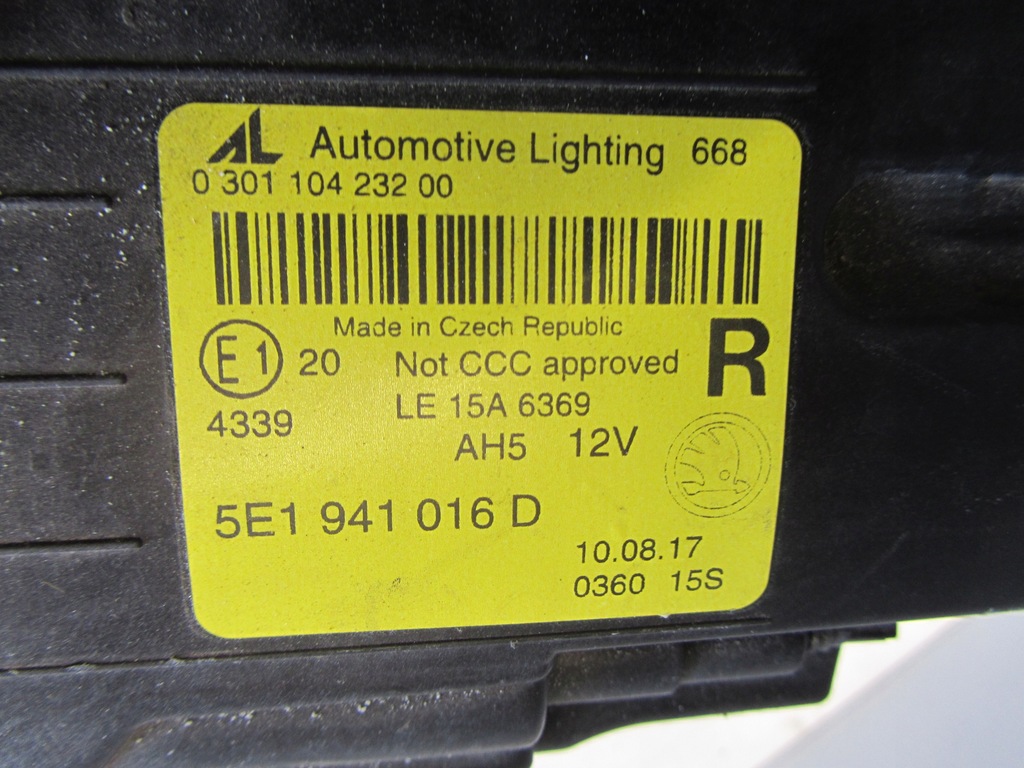 AL Automotive Lighting 668
0 301 104 232 00
Made in Czech Republic
E1 20 Not CCC approved R
4339 LE 15A 6369
AH5 12V
5E1 941 016 D
10.08.17
0360 15S